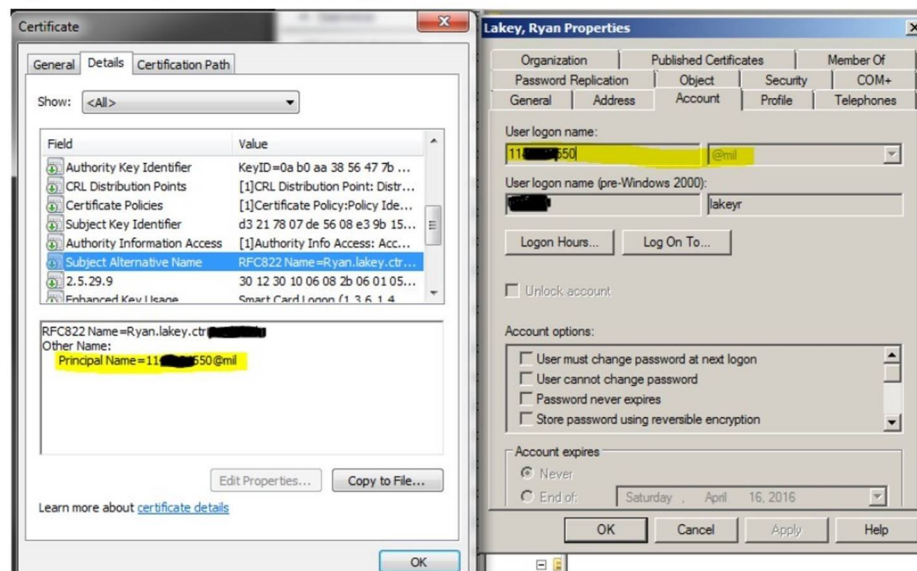 Certificate
General Details Certification Path
Show: <All>
Field Value
Authority Key Identifier KeyID=0a b0 aa 38 56 47 7b ...
CRL Distribution Points [1]CRL Distribution Point: Distr...
Certificate Policies [1]Certificate Policy:Policy Ide...
Subject Key Identifier d3 21 78 07 de 56 08 e3 9b 15...
Authority Information Access [1]Authority Info Access: Acc...
Subject Alternative Name RFC822 Name=Ryan.lakey.ctr...
2.5.29.9 30 12 30 10 06 08 2b 06 01 05...
Enhanced Key Usage Smart Card Logon (1.3.6.1.4
RFC822 Name=Ryan.lakey.ctr
Other Name:
Principal Name=11 550@mil
Edit Properties... Copy to File...
Learn more about certificate details
OK
Lakey, Ryan Properties
Organization Published Certificates Member Of
Password Replication Object Security COM+
General Address Account Profile Telephones
User logon name:
11 550 @mil
User logon name (pre-Windows 2000):
lakeyr
Logon Hours... Log On To...
Unlock account
Account options:
User must change password at next logon
User cannot change password
Password never expires
Store password using reversible encryption
Account expires
Never
End of: Saturday , April 16, 2016
OK Cancel Apply Help